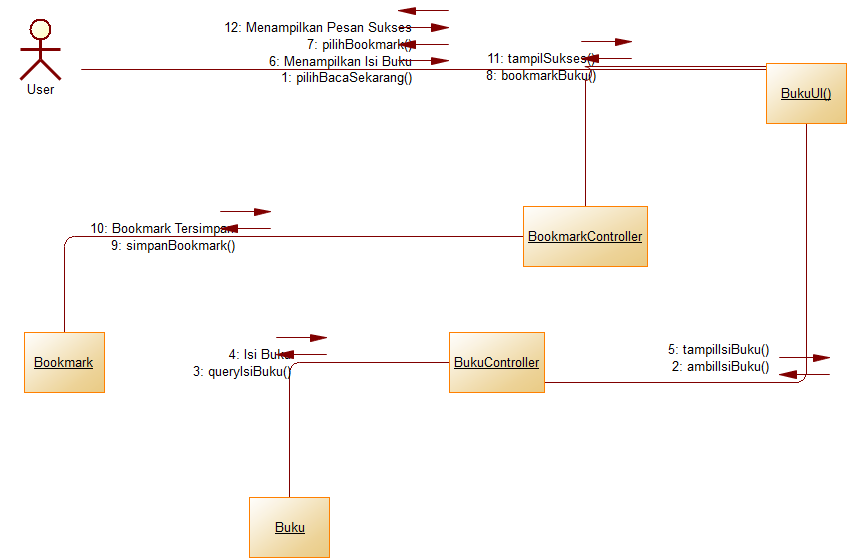 12: Menampilkan Pesan Sukses
7: pilihBookmark()
6: Menampilkan Isi Buku
1: pilihBacaSekarang()
11: tampilSukses()
8: bookmarkBuku()
User
BukuUI()
10: Bookmark Tersimpan
9: simpanBookmark()
BookmarkController
4: Isi Buku
3: queryIsiBuku()
Bookmark
BukuController
5: tampilIsiBuku()
2: ambilIsiBuku()
Buku